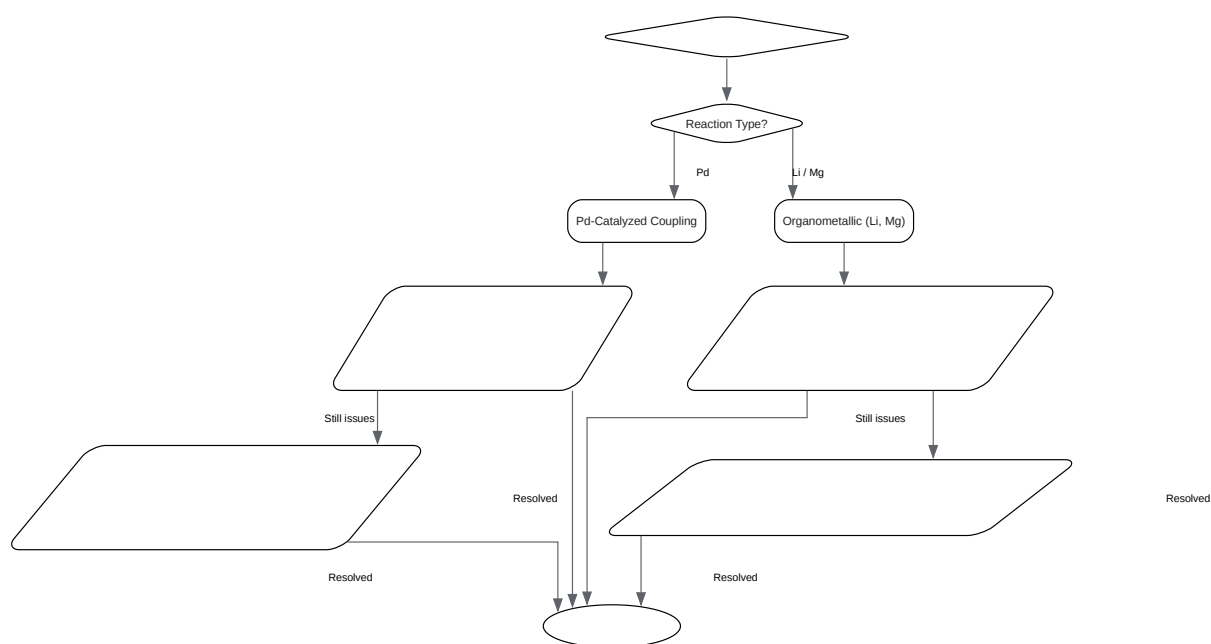 Reaction Type?
Pd
Li / Mg
Pd-Catalyzed Coupling
Organometallic (Li, Mg)
Still issues
Still issues
Resolved
Resolved
Resolved
Resolved